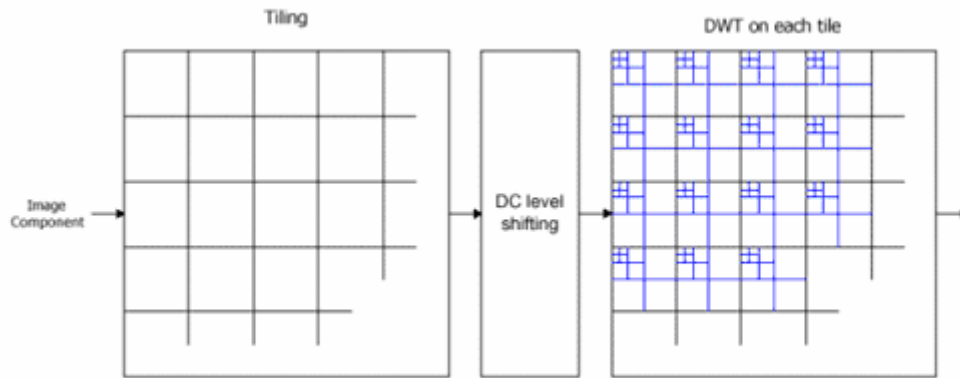 Tiling
DWT on each tile
Image
Component
DC level
shifting